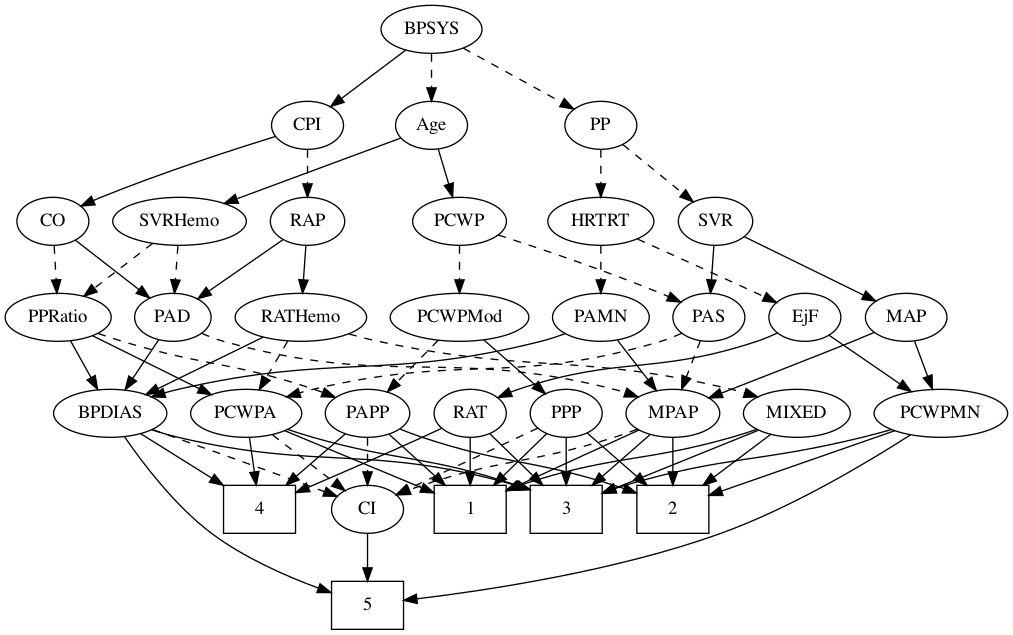 BPSYS
CPI
Age
PP
CO
SVRHemo
RAP
PCWP
HRTRT
SVR
PPRatio
PAD
RATHemo
PCWPMod
PAMN
PAS
EjF
MAP
BPDIAS
PCWPA
PAPP
RAT
PPP
MPAP
MIXED
PCWPMN
4
CI
1
3
2
5